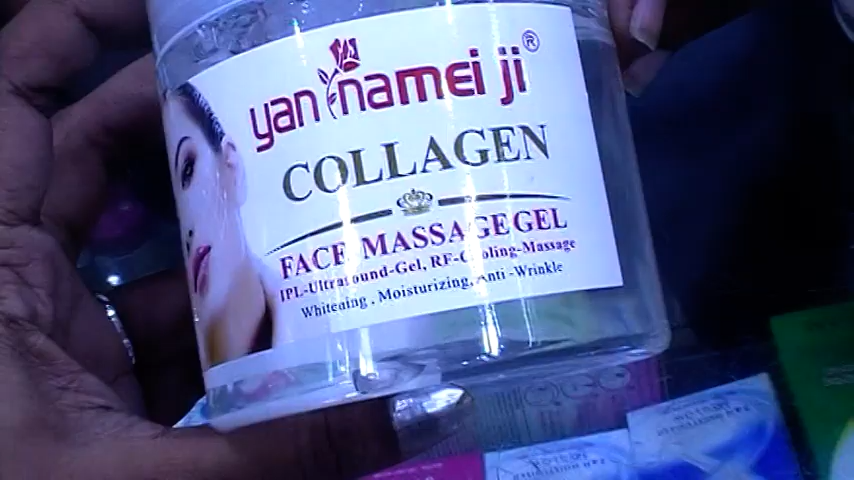 yan namei ji ®
COLLAGEN
FACE MASSAGE GEL
IPL-Ultrasound-Gel, RF-Cooling-Massage
Whitening , Moisturizing, Anti -Wrinkle